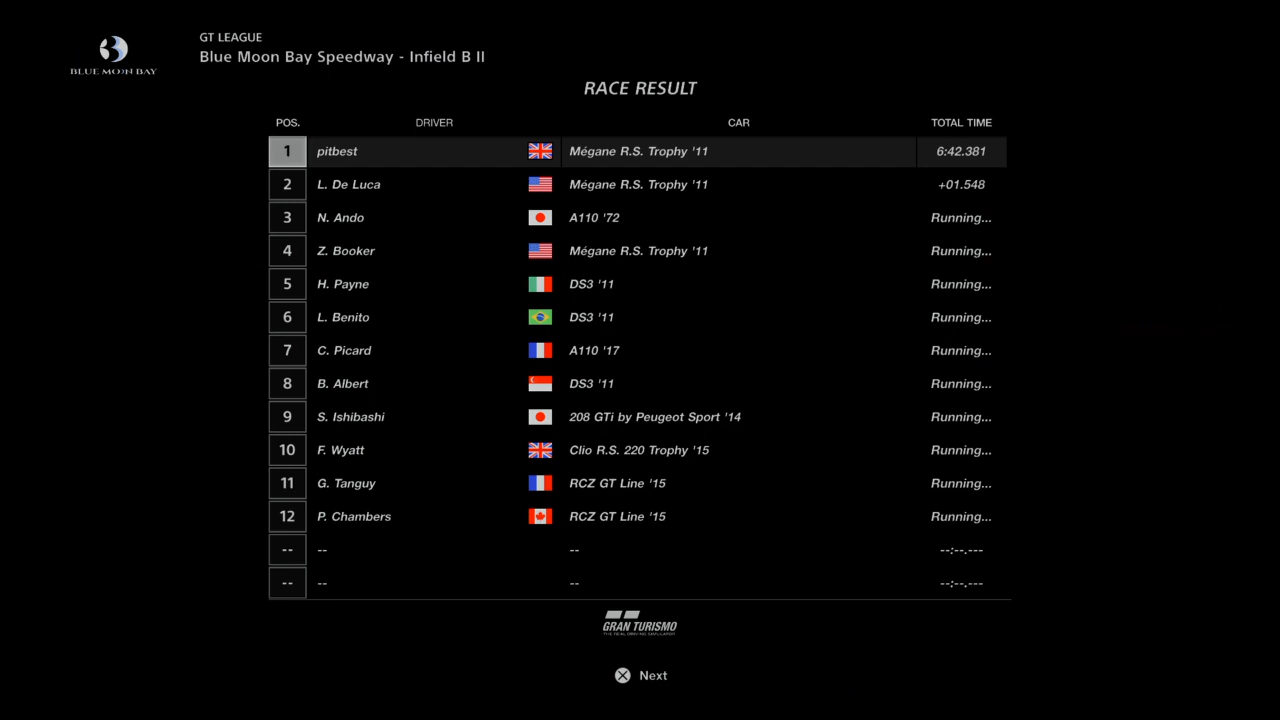 GT LEAGUE
Blue Moon Bay Speedway - Infield B II
BLUE MOON BAY
RACE RESULT
POS. DRIVER CAR TOTAL TIME
1 pitbest Mégane R.S. Trophy '11 6:42.381
2 L. De Luca Mégane R.S. Trophy '11 +01.548
3 N. Ando A110 '72 Running...
4 Z. Booker Mégane R.S. Trophy '11 Running...
5 H. Payne DS3 '11 Running...
6 L. Benito DS3 '11 Running...
7 C. Picard A110 '17 Running...
8 B. Albert DS3 '11 Running...
9 S. Ishibashi 208 GTi by Peugeot Sport '14 Running...
10 F. Wyatt Clio R.S. 220 Trophy '15 Running...
11 G. Tanguy RCZ GT Line '15 Running...
12 P. Chambers RCZ GT Line '15 Running...
-- -- -- --:--.---
-- -- -- --:--.---
GRAN TURISMO
THE REAL DRIVING SIMULATOR
Next